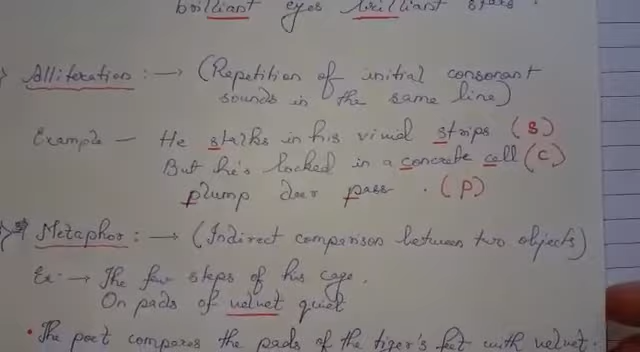 brilliant eyes brilliant stars.
Alliteration :→ (Repetition of initial consonant
sounds in the same line)
Example — He stalks in his vivid strips (S)
But he's locked in a concrete cell (C)
plump deer pass . (P)
Metaphor :→ (Indirect comparison between two objects)
Ex:→ The few steps of his cage.
On pads of velvet quiet
• The poet compares the pads of the tiger's feet with velvet.